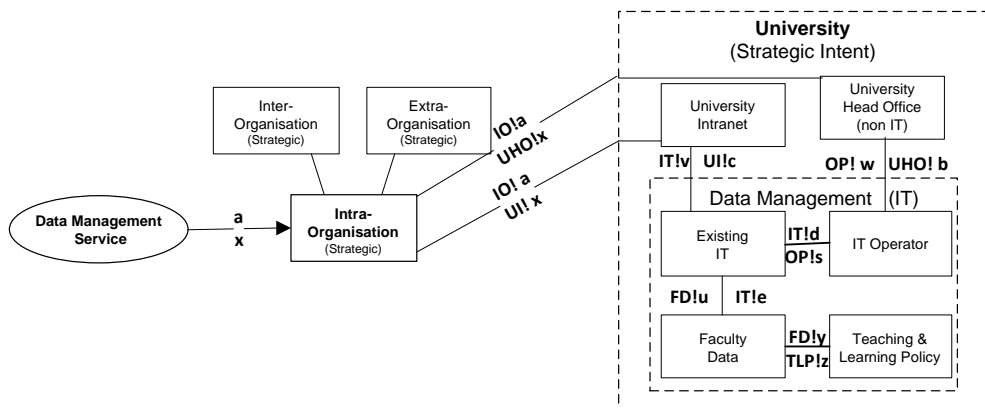 University
(Strategic Intent)
Inter-
Organisation
(Strategic)
Extra-
Organisation
(Strategic)
IO!a
UHO!x
University
Intranet
University
Head Office
(non IT)
IT!v UI!c
OP! w UHO! b
IO! a
UI! x
Data Management (IT)
Data Management
Service
a
x
Intra-
Organisation
(Strategic)
Existing
IT
IT!d
OP!s
IT Operator
FD!u IT!e
Faculty
Data
FD!y
TLP!z
Teaching &
Learning Policy